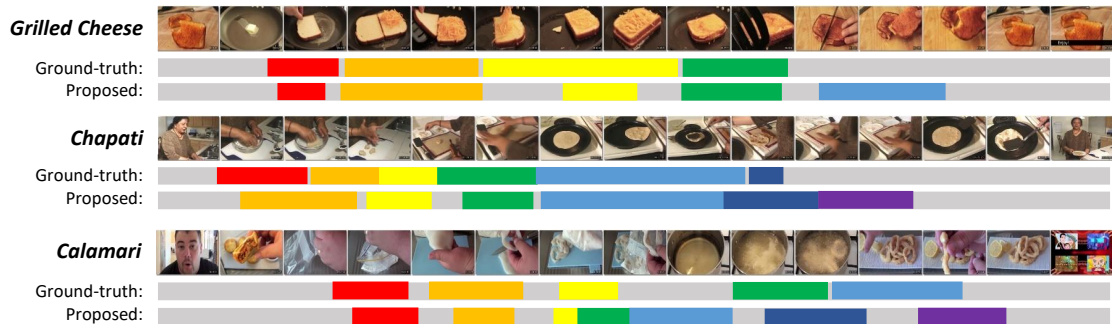 Grilled Cheese
Ground-truth:
Proposed:
Chapati
Ground-truth:
Proposed:
Calamari
Ground-truth:
Proposed: